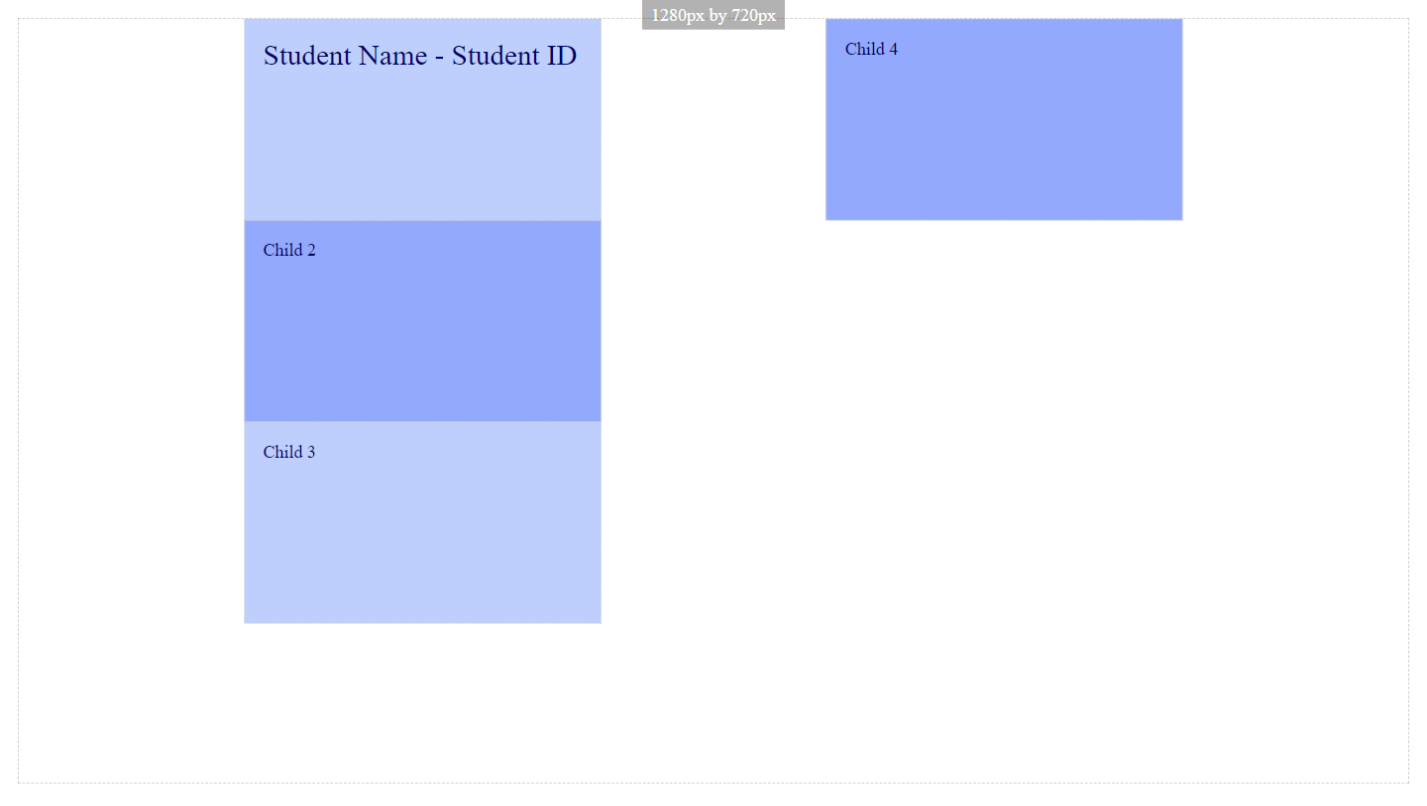 1280px by 720px
Student Name - Student ID
Child 2
Child 3
Child 4